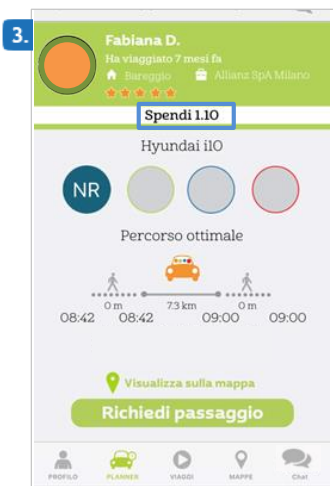 3.
Fabiana D.
Ha viaggiato 7 mesi fa
Bareggio Allianz SpA Milano
Spendi 1.10
Hyundai i10
NR
Percorso ottimale
0 m 7.3 km 0 m
08:42 08:42 09:00 09:00
Visualizza sulla mappa
Richiedi passaggio
PROFILO PLANNER VIAGGI MAPPE Chat